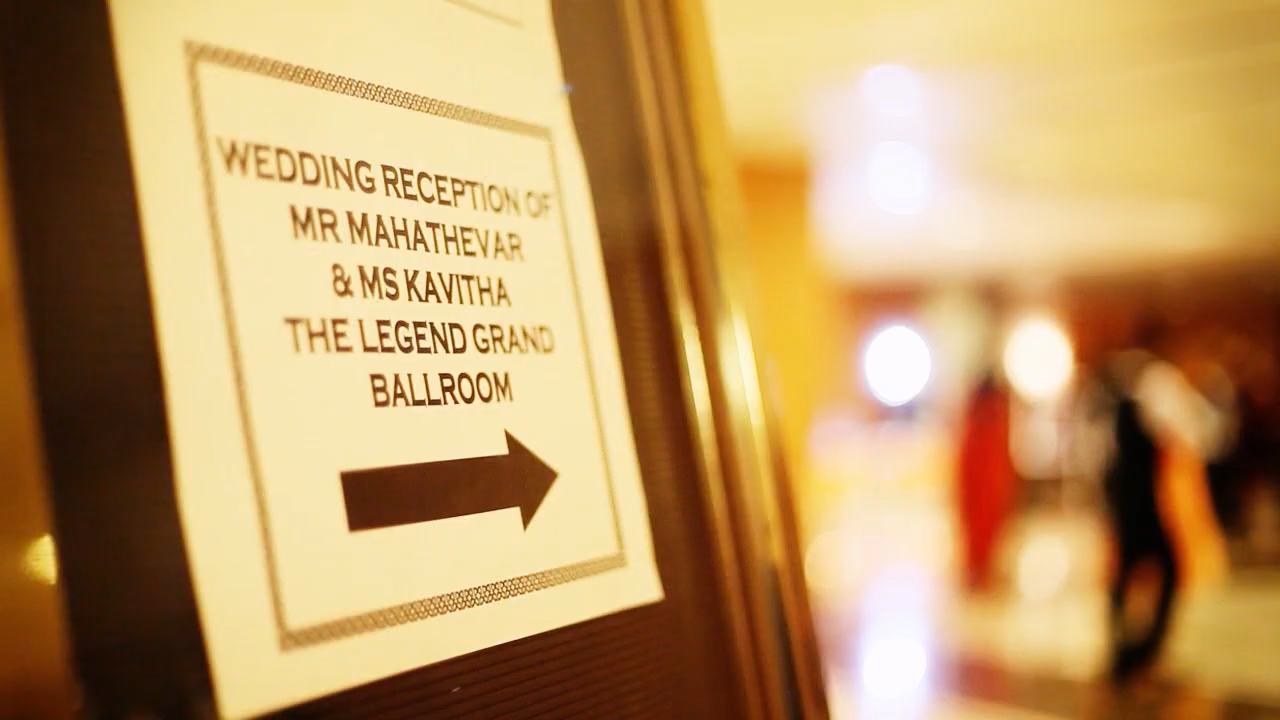 WEDDING RECEPTION OF
MR MAHATHEVAR
& MS KAVITHA
THE LEGEND GRAND
BALLROOM